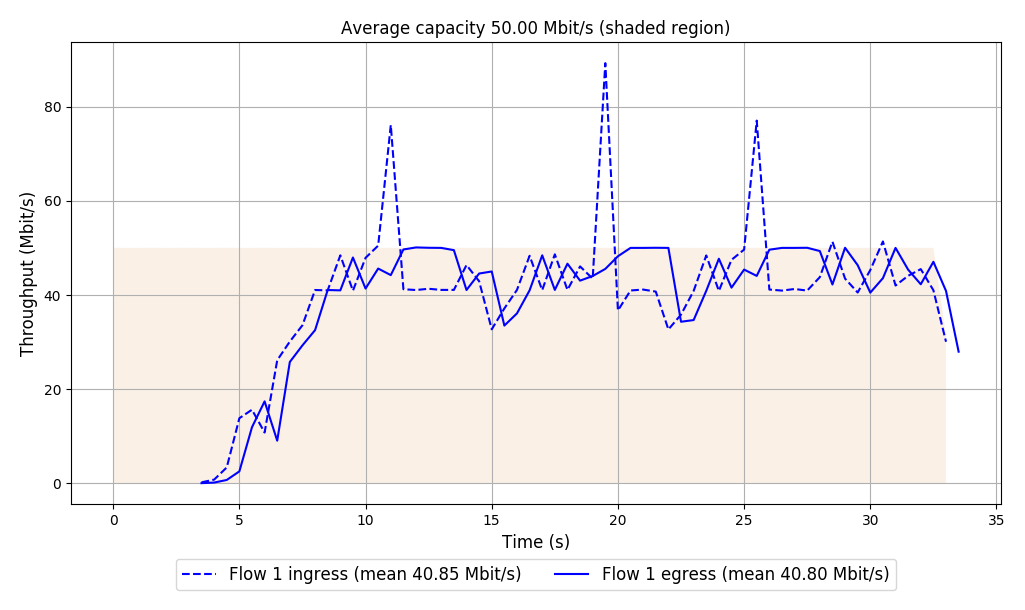 Average capacity 50.00 Mbit/s (shaded region)
80
60
40
20
0
Throughput (Mbit/s)
0 5 10 15 20 25 30 35
Time (s)
Flow 1 ingress (mean 40.85 Mbit/s) Flow 1 egress (mean 40.80 Mbit/s)